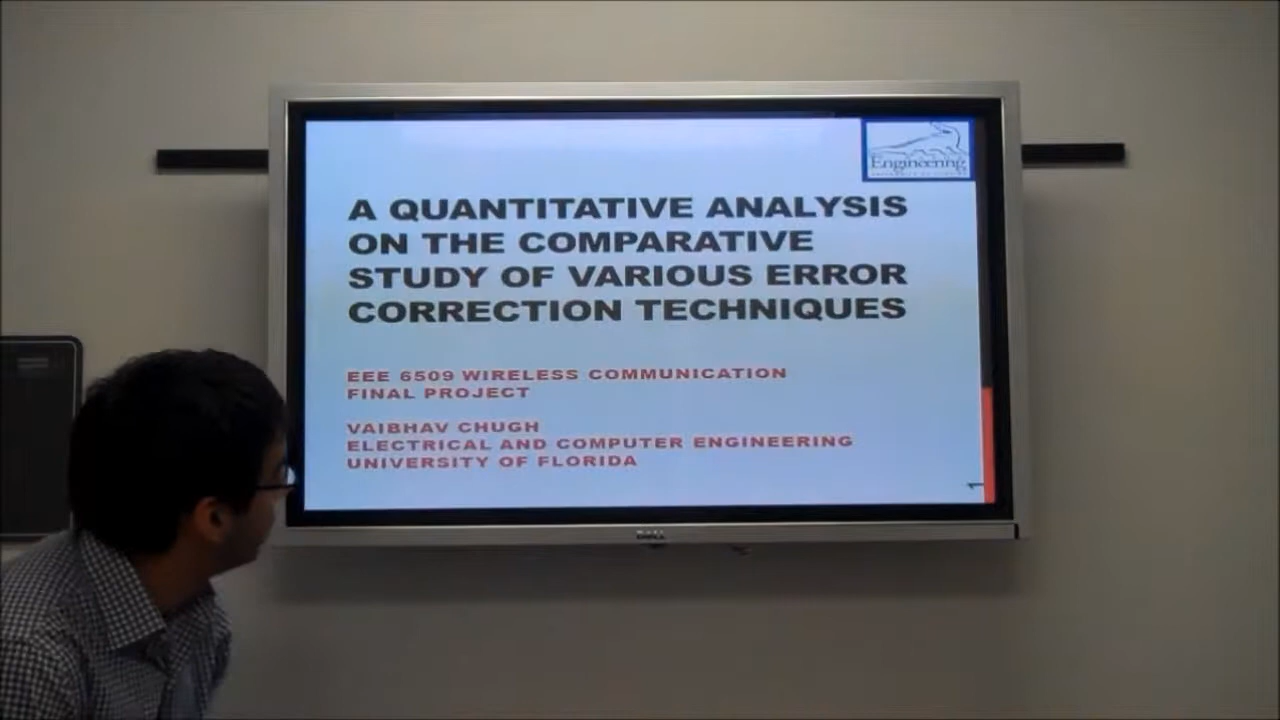 Engineering
A QUANTITATIVE ANALYSIS
ON THE COMPARATIVE
STUDY OF VARIOUS ERROR
CORRECTION TECHNIQUES
EEE 6509 WIRELESS COMMUNICATION
FINAL PROJECT
VAIBHAV CHUGH
ELECTRICAL AND COMPUTER ENGINEERING
UNIVERSITY OF FLORIDA
1
DELL